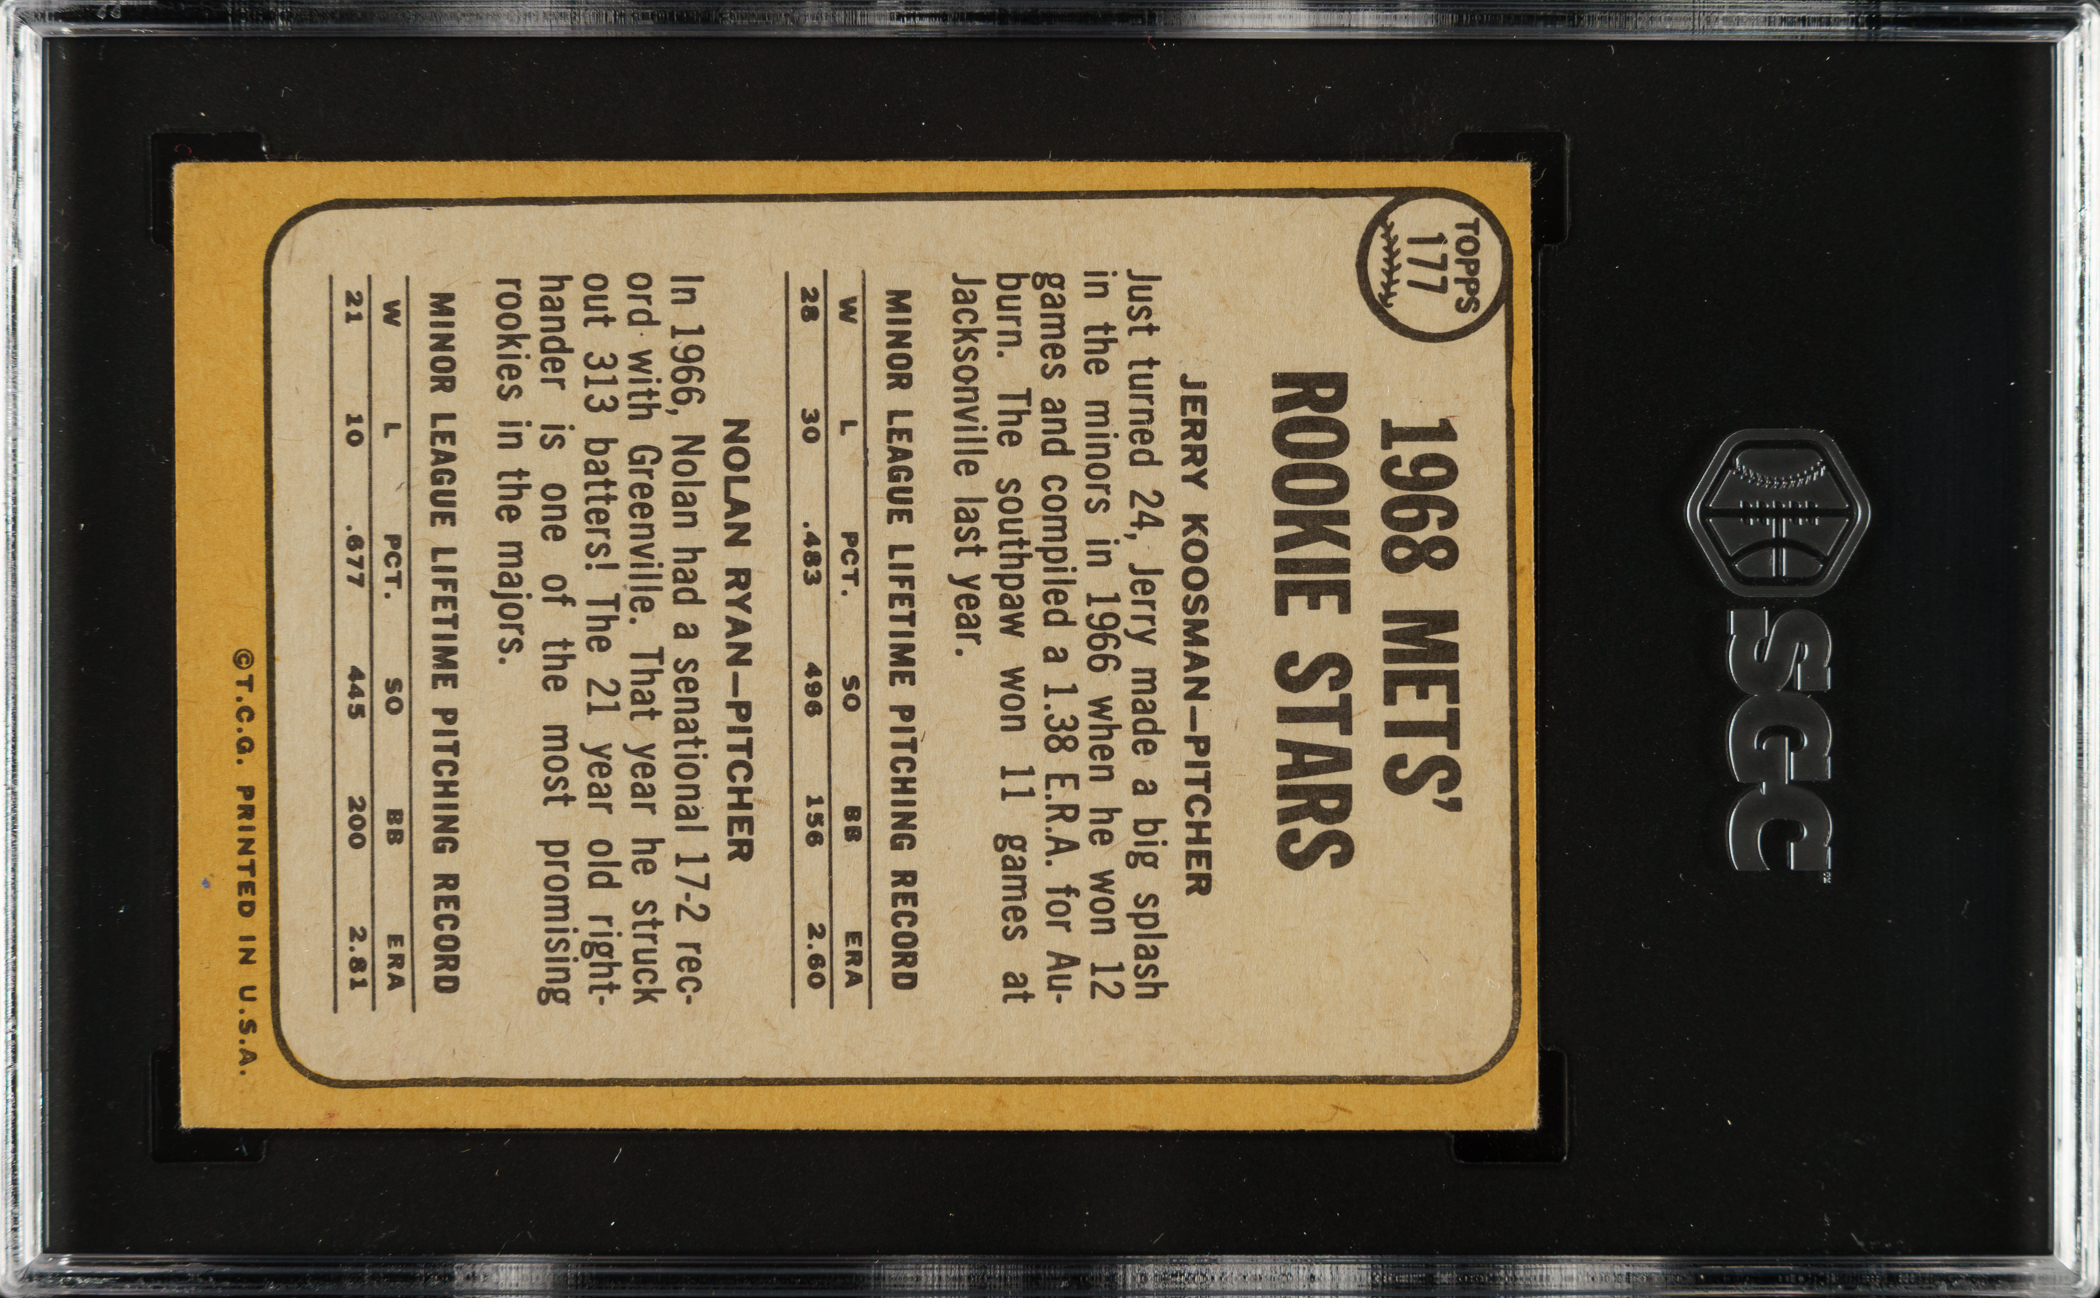 TOPPS
177
1968 METS'
ROOKIE STARS
JERRY KOOSMAN—PITCHER
Just turned 24, Jerry made a big splash
in the minors in 1966 when he won 12
games and compiled a 1.38 E.R.A. for Au-
burn. The southpaw won 11 games at
Jacksonville last year.
MINOR LEAGUE LIFETIME PITCHING RECORD
W L PCT. SO BB ERA
28 30 .483 496 156 2.60
NOLAN RYAN—PITCHER
In 1966, Nolan had a senational 17-2 rec-
ord with Greenville. That year he struck
out 313 batters! The 21 year old right-
hander is one of the most promising
rookies in the majors.
MINOR LEAGUE LIFETIME PITCHING RECORD
W L PCT. SO BB ERA
21 10 .677 445 200 2.81
©T.C.G. PRINTED IN U.S.A.
SGC